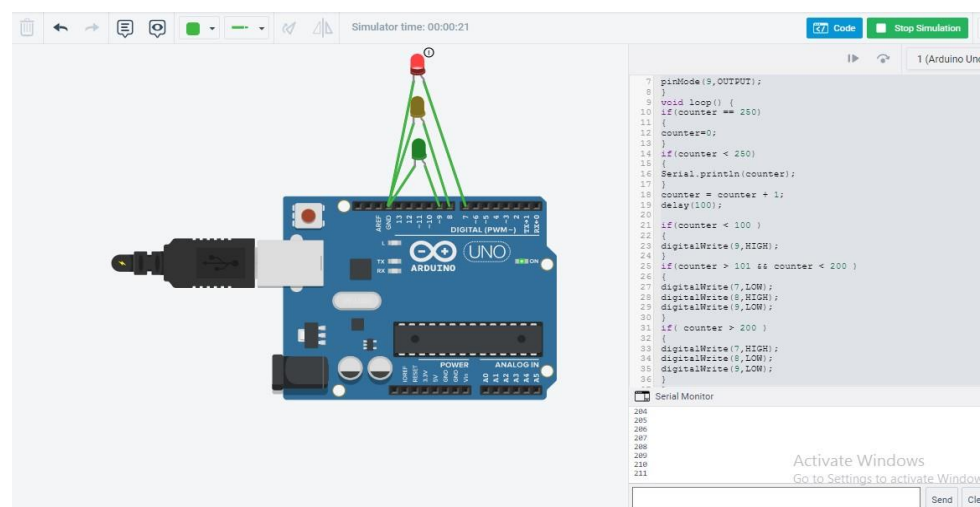 Simulator time: 00:00:21
Code
Stop Simulation
1 (Arduino Uno
7 pinMode(9,OUTPUT);
8 }
9 void loop() {
10 if(counter == 250)
11 {
12 counter=0;
13 }
14 if(counter < 250)
15 {
16 Serial.println(counter);
17 }
18 counter = counter + 1;
19 delay(100);
20
21 if(counter < 100 )
22 {
23 digitalWrite(9,HIGH);
24 }
25 if(counter > 101 && counter < 200 )
26 {
27 digitalWrite(7,LOW);
28 digitalWrite(8,HIGH);
29 digitalWrite(9,LOW);
30 }
31 if( counter > 200 )
32 {
33 digitalWrite(7,HIGH);
34 digitalWrite(8,LOW);
35 digitalWrite(9,LOW);
36 }
AREF GND 13 12 ~11 ~10 ~9 8 7 ~6 ~5 4 ~3 2 TX→1 RX←0
DIGITAL (PWM~)
L
TX
RX
UNO
ARDUINO
ON
POWER
ANALOG IN
IOREF RESET 3.3V 5V GND GND Vin A0 A1 A2 A3 A4 A5
Serial Monitor
204
205
206
207
208
209
210
211
Activate Windows
Go to Settings to activate Window
Send
Cle